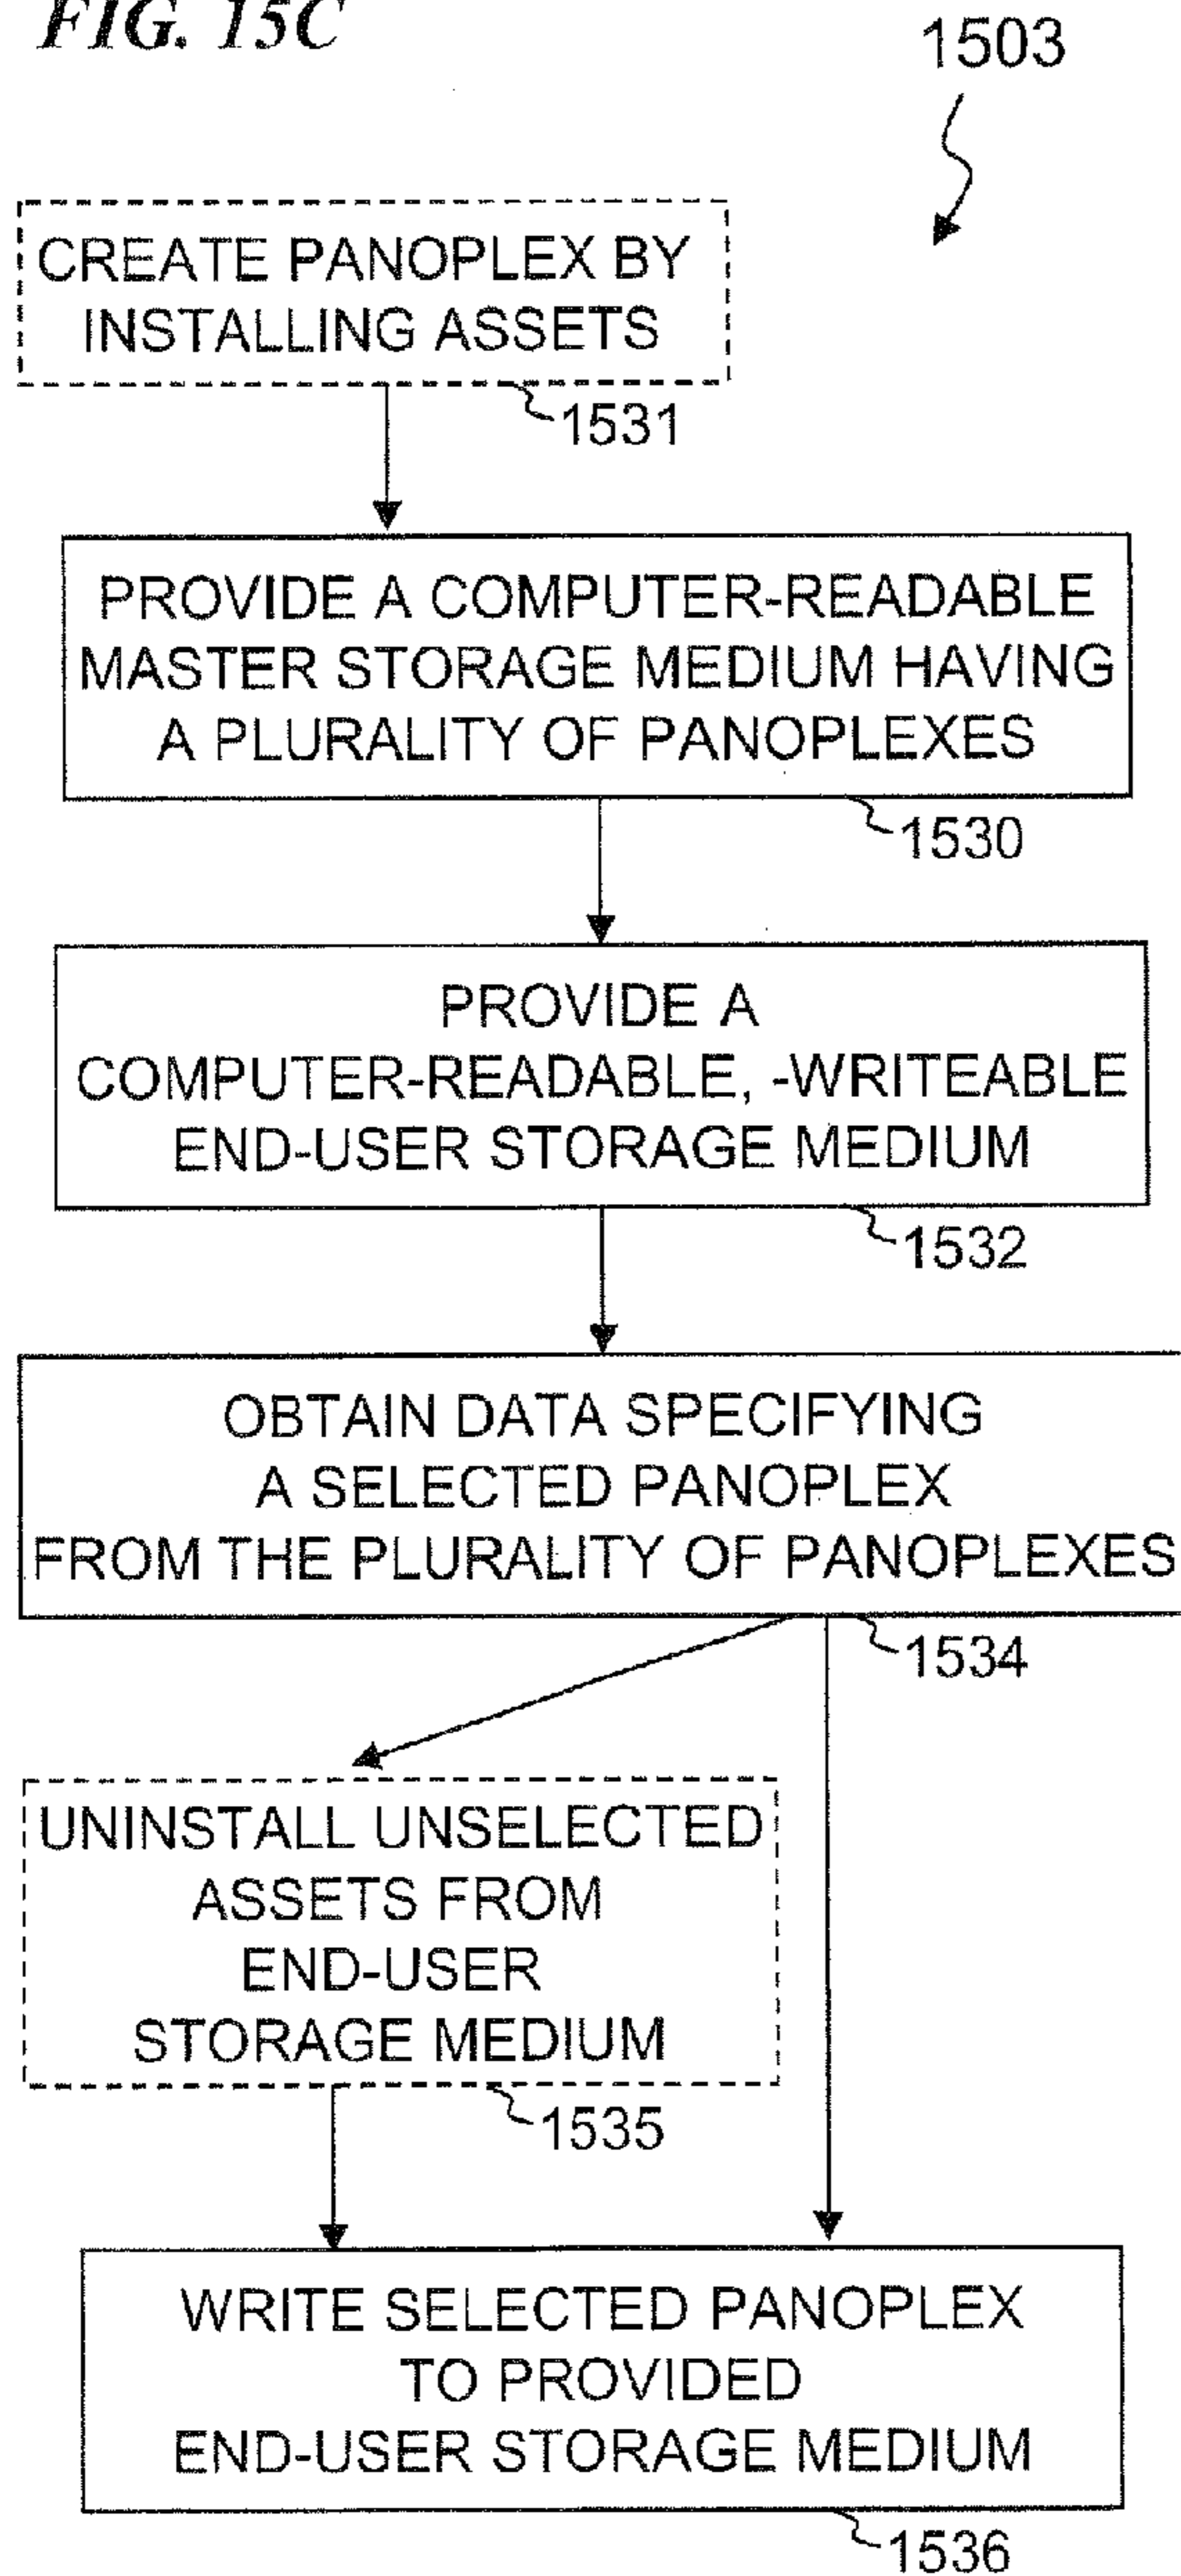 FIG. 15C
1503
CREATE PANOPLEX BY
INSTALLING ASSETS
1531
PROVIDE A COMPUTER-READABLE
MASTER STORAGE MEDIUM HAVING
A PLURALITY OF PANOPLEXES
1530
PROVIDE A
COMPUTER-READABLE, -WRITEABLE
END-USER STORAGE MEDIUM
1532
OBTAIN DATA SPECIFYING
A SELECTED PANOPLEX
FROM THE PLURALITY OF PANOPLEXES
1534
UNINSTALL UNSELECTED
ASSETS FROM
END-USER
STORAGE MEDIUM
1535
WRITE SELECTED PANOPLEX
TO PROVIDED
END-USER STORAGE MEDIUM
1536